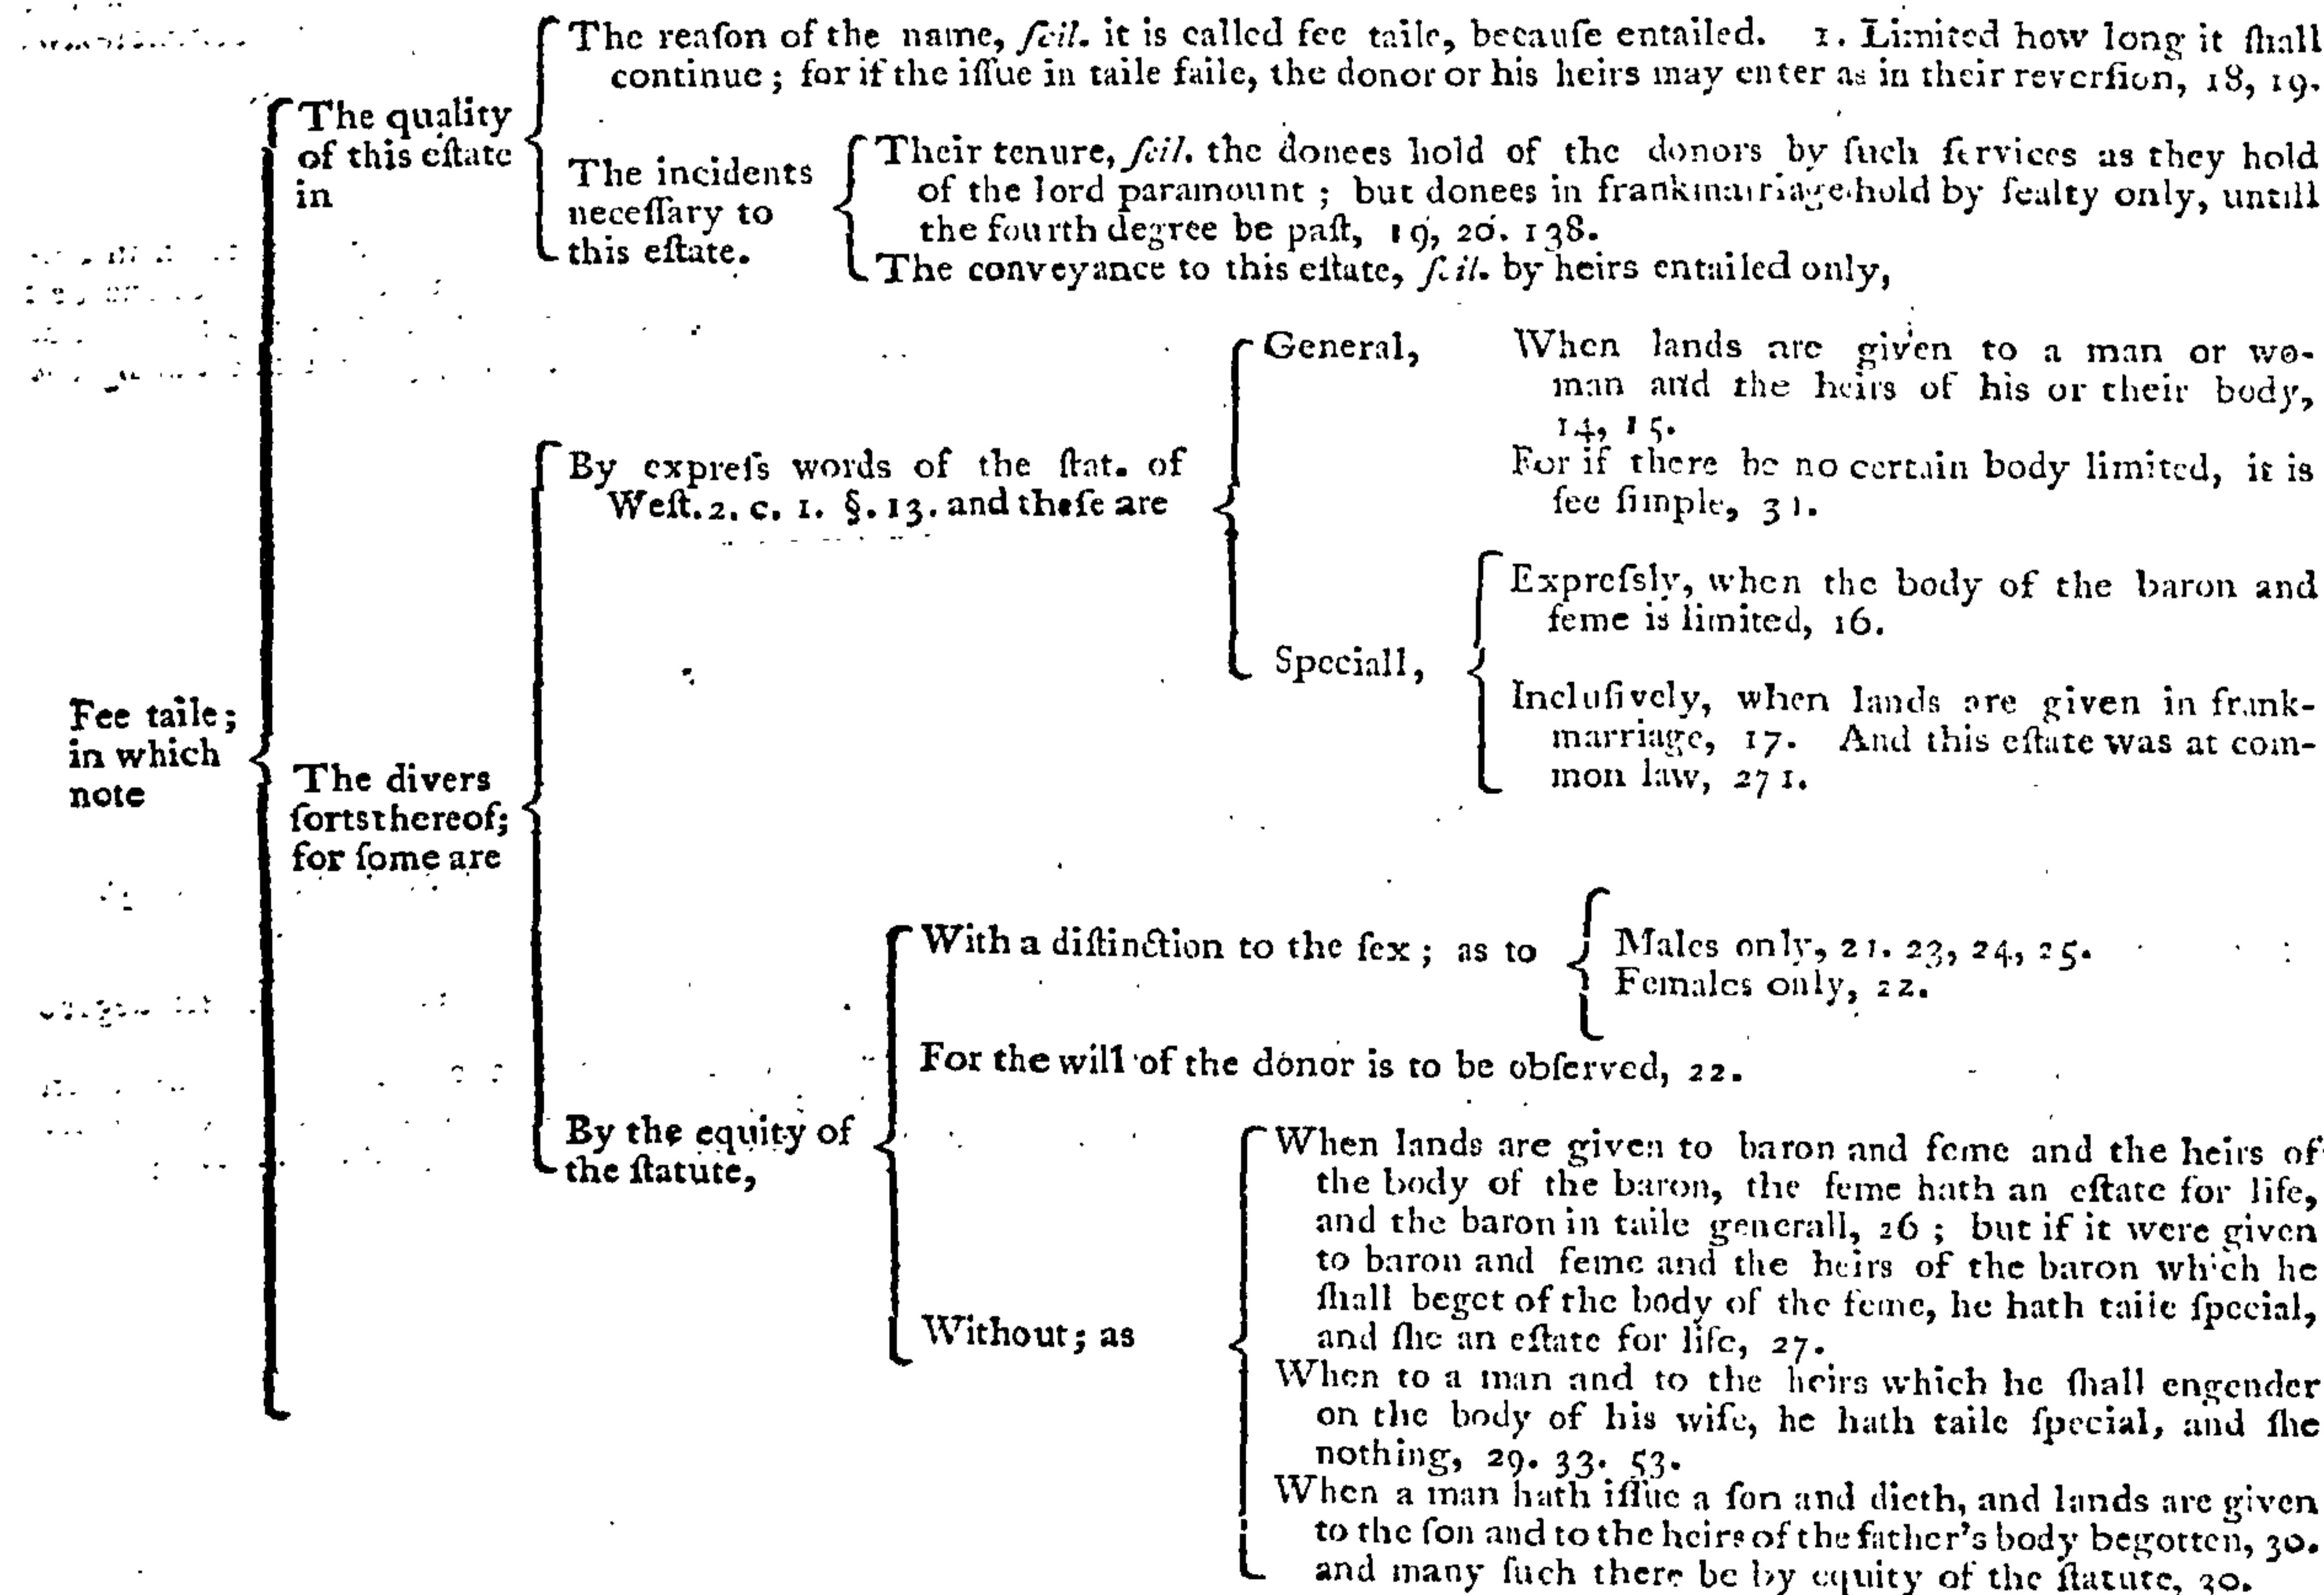 The reaſon of the name, ſcil. it is called fee taile, becauſe entailed. 1. Limited how long it ſhall
continue; for if the iſſue in taile faile, the donor or his heirs may enter as in their reverſion, 18, 19.
The quality
of this eſtate
in
The incidents
neceſſary to
this eſtate.
Their tenure, ſcil. the donees hold of the donors by ſuch ſervices as they hold
of the lord paramount; but donees in frankmarriage hold by fealty only, untill
the fourth degree be paſt, 19, 20. 138.
The conveyance to this eſtate, ſcil. by heirs entailed only,
General,
When lands are given to a man or wo-
man and the heirs of his or their body,
14, 15.
For if there be no certain body limited, it is
fee ſimple, 31.
By expreſs words of the ſtat. of
Weſt. 2. c. 1. §. 13. and theſe are
Expreſsly, when the body of the baron and
feme is limited, 16.
Speciall,
Incluſively, when lands are given in frank-
marriage, 17. And this eſtate was at com-
mon law, 271.
Fee taile;
in which
note
The divers
ſorts thereof;
for ſome are
With a diſtinction to the ſex; as to
Males only, 21. 23, 24, 25.
Females only, 22.
For the will of the donor is to be obſerved, 22.
By the equity of
the ſtatute,
Without; as
When lands are given to baron and feme and the heirs of
the body of the baron, the feme hath an eſtate for life,
and the baron in taile generall, 26; but if it were given
to baron and feme and the heirs of the baron which he
ſhall beget of the body of the feme, he hath taile ſpecial,
and ſhe an eſtate for life, 27.
When to a man and to the heirs which he ſhall engender
on the body of his wife, he hath taile ſpecial, and ſhe
nothing, 29. 33. 53.
When a man hath iſſue a ſon and dieth, and lands are given
to the ſon and to the heirs of the father's body begotten, 30.
and many ſuch there be by equity of the ſtatute, 30.